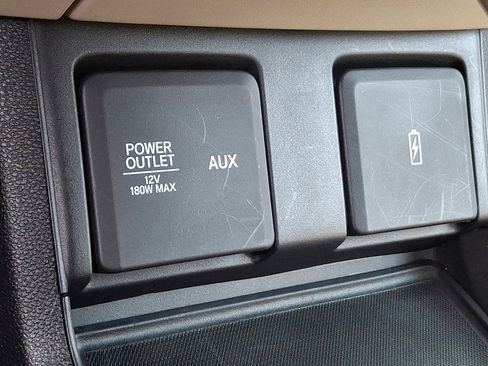 POWER
OUTLET
12V
180W MAX
AUX